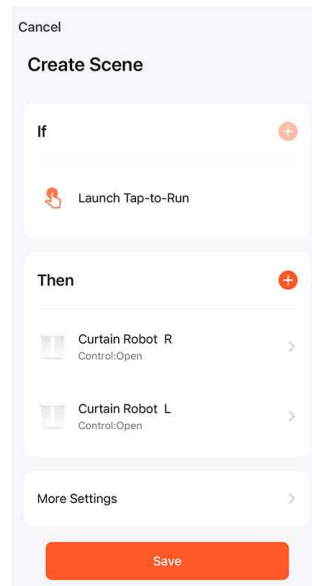 Cancel
Create Scene
If
Launch Tap-to-Run
Then
Curtain Robot R
Control:Open
Curtain Robot L
Control:Open
More Settings
Save